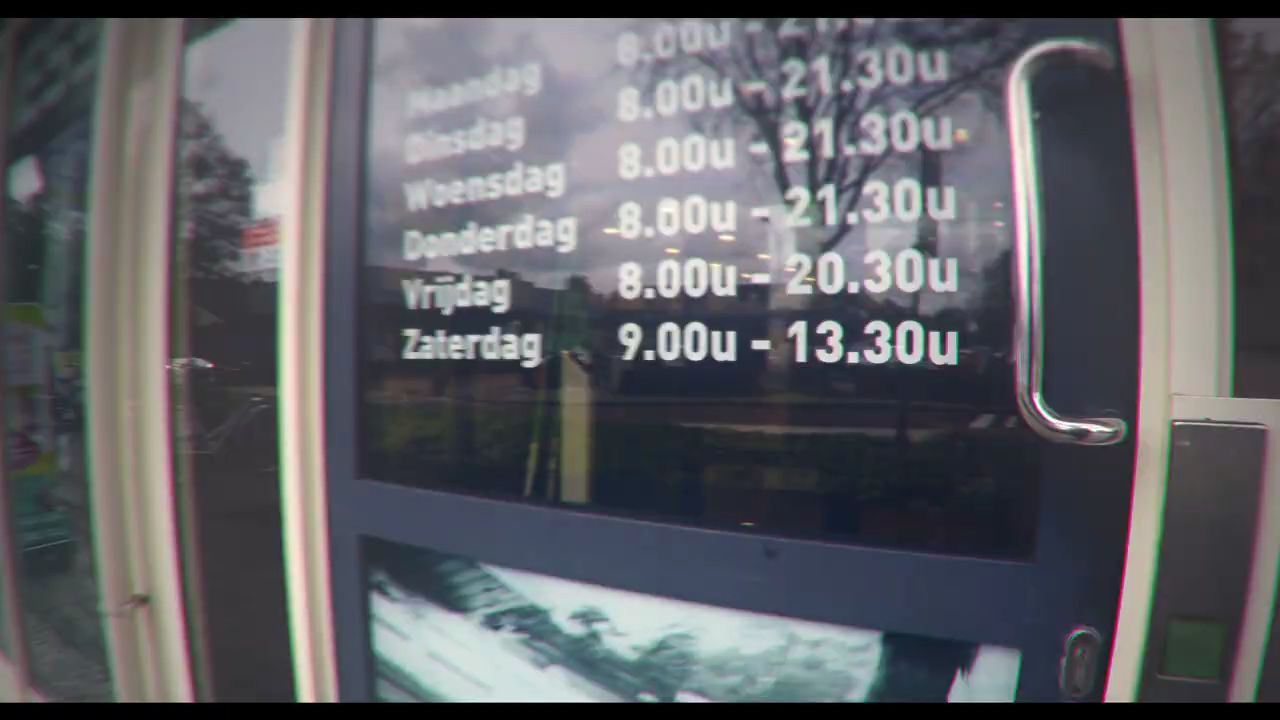 Maandag 8.00u - 21.30u
Dinsdag 8.00u - 21.30u
Woensdag 8.00u - 21.30u
Donderdag 8.00u - 21.30u
Vrijdag 8.00u - 20.30u
Zaterdag 9.00u - 13.30u